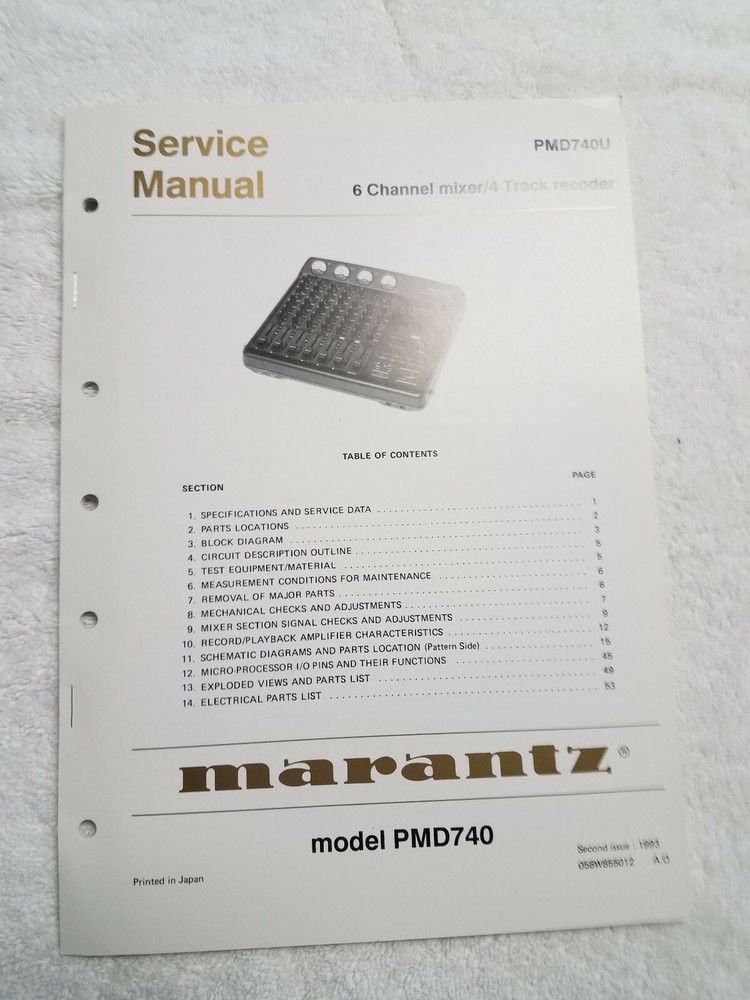 Service
Manual
PMD740U
6 Channel mixer/4 Track recoder
TABLE OF CONTENTS
SECTION PAGE
1. SPECIFICATIONS AND SERVICE DATA 1
2. PARTS LOCATIONS 2
3. BLOCK DIAGRAM 3
4. CIRCUIT DESCRIPTION OUTLINE 5
5. TEST EQUIPMENT/MATERIAL 5
6. MEASUREMENT CONDITIONS FOR MAINTENANCE 6
7. REMOVAL OF MAJOR PARTS 6
8. MECHANICAL CHECKS AND ADJUSTMENTS 7
9. MIXER SECTION SIGNAL CHECKS AND ADJUSTMENTS 9
10. RECORD/PLAYBACK AMPLIFIER CHARACTERISTICS 12
11. SCHEMATIC DIAGRAMS AND PARTS LOCATION (Pattern Side) 15
12. MICRO-PROCESSOR I/O PINS AND THEIR FUNCTIONS 45
13. EXPLODED VIEWS AND PARTS LIST 49
14. ELECTRICAL PARTS LIST 53
marantz®
model PMD740
Second issue : 1993
058W855012 A.O
Printed in Japan